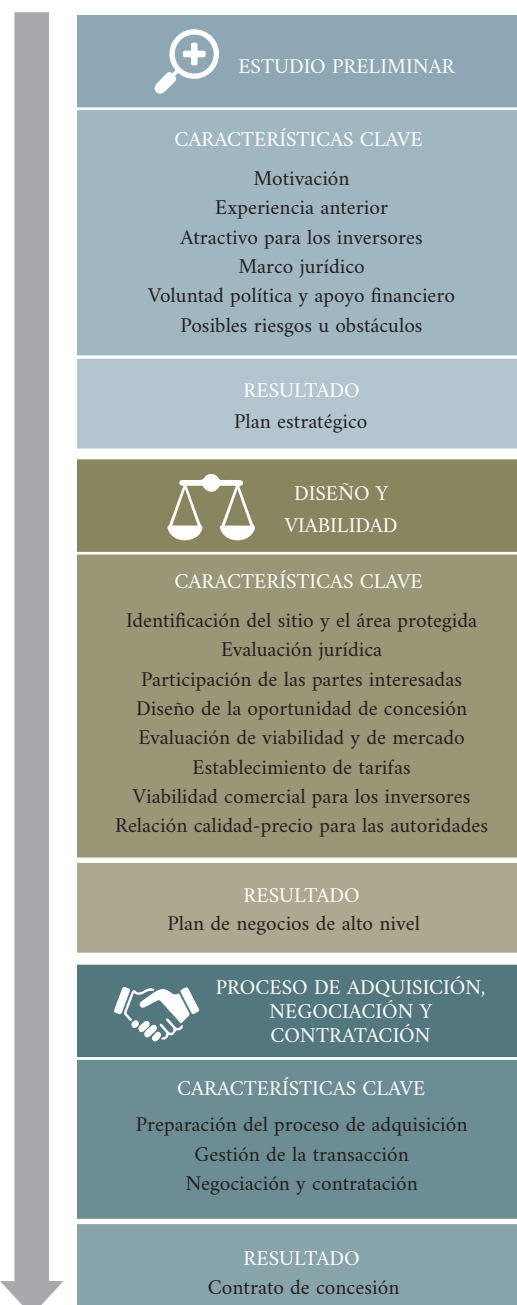 ESTUDIO PRELIMINAR
CARACTERÍSTICAS CLAVE
Motivación
Experiencia anterior
Atractivo para los inversores
Marco jurídico
Voluntad política y apoyo financiero
Posibles riesgos u obstáculos
RESULTADO
Plan estratégico
DISEÑO Y
VIABILIDAD
CARACTERÍSTICAS CLAVE
Identificación del sitio y el área protegida
Evaluación jurídica
Participación de las partes interesadas
Diseño de la oportunidad de concesión
Evaluación de viabilidad y de mercado
Establecimiento de tarifas
Viabilidad comercial para los inversores
Relación calidad-precio para las autoridades
RESULTADO
Plan de negocios de alto nivel
PROCESO DE ADQUISICIÓN,
NEGOCIACIÓN Y
CONTRATACIÓN
CARACTERÍSTICAS CLAVE
Preparación del proceso de adquisición
Gestión de la transacción
Negociación y contratación
RESULTADO
Contrato de concesión